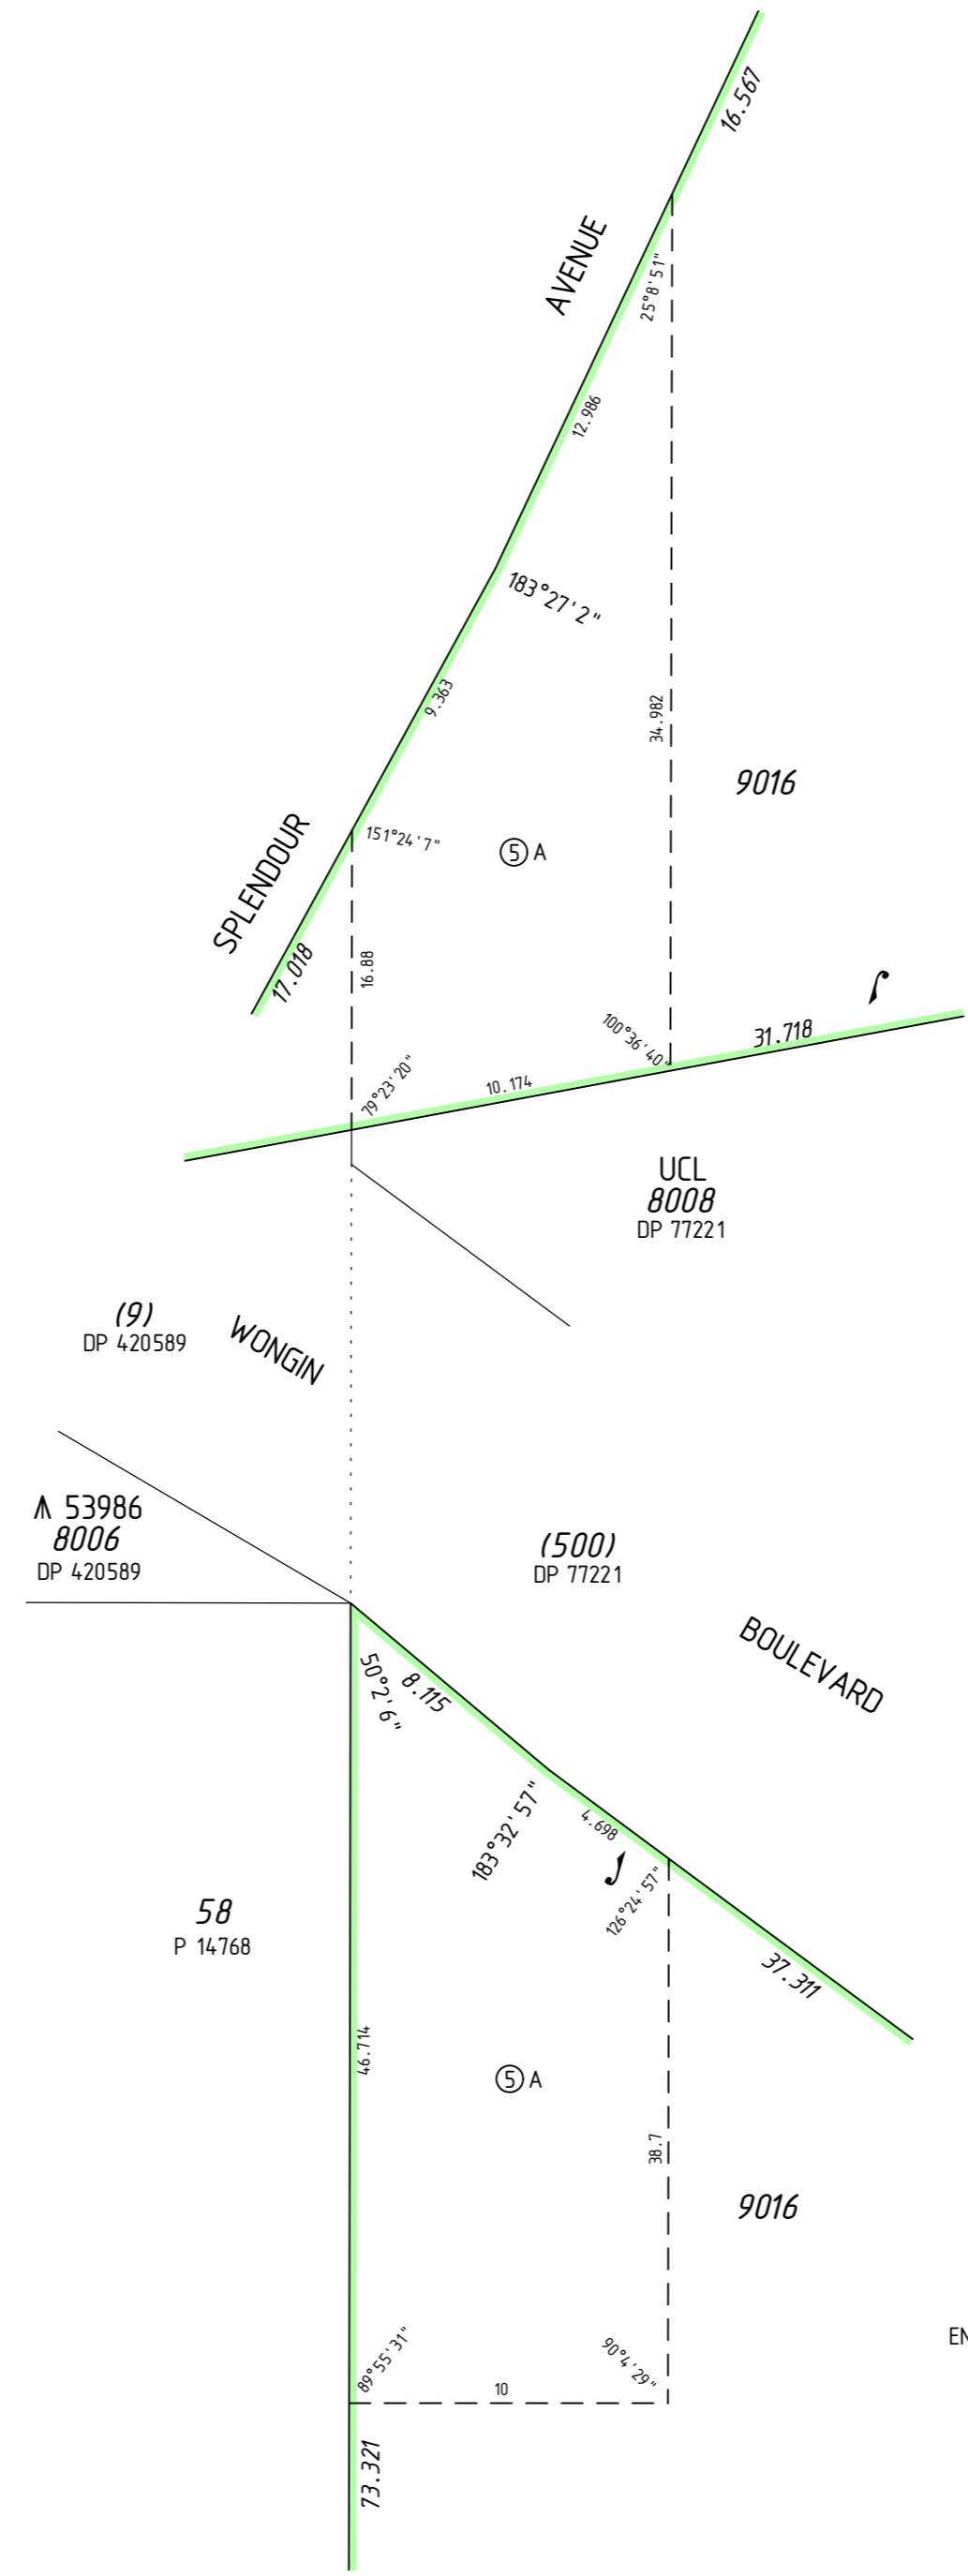 16.567
AVENUE
25°8'51"
12.986
183°27'2"
9.363
34.982
9016
SPLENDOUR
151°24'7"
5 A
17.018
16.88
100°36'40"
31.718
79°23'20"
10.174
UCL
8008
DP 77221
(9)
DP 420589
WONGIN
53986
8006
DP 420589
(500)
DP 77221
BOULEVARD
50°2'6"
8.115
183°32'57"
4.698
126°24'57"
58
P 14768
37.311
46.714
5 A
38.7
9016
EN
89°55'31"
90°4'29"
10
73.321